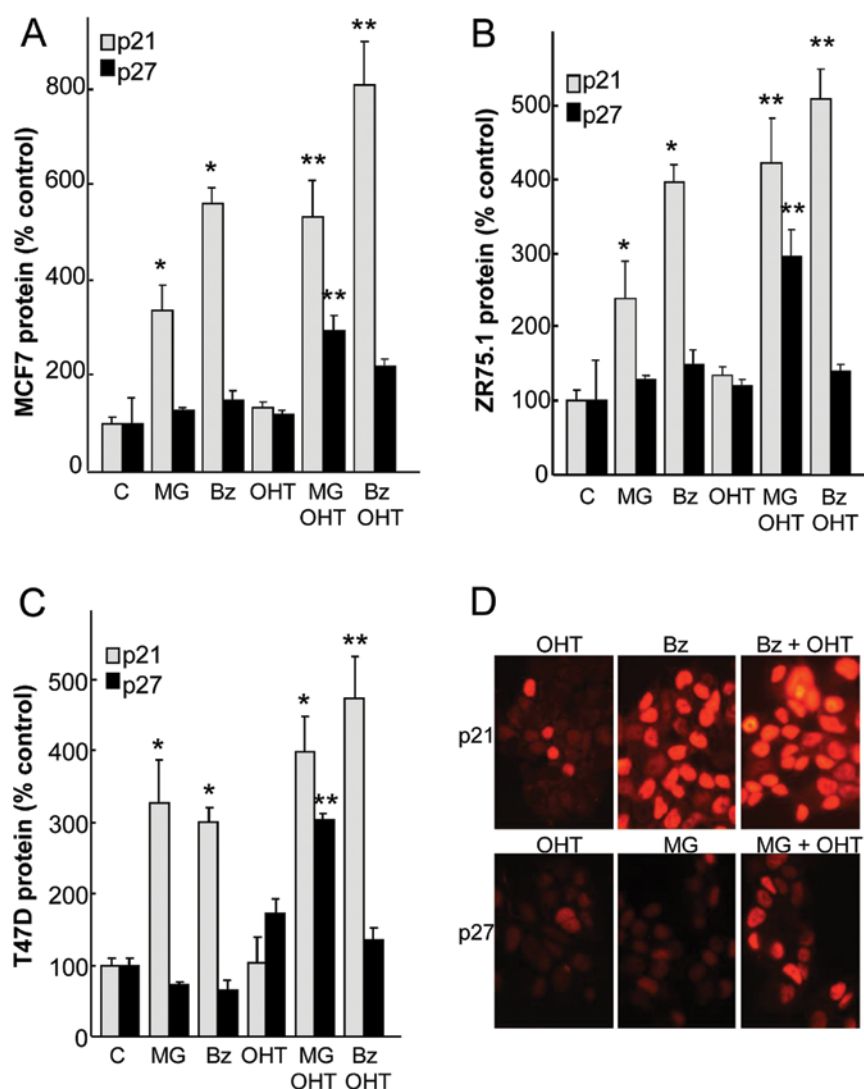 A
p21
p27
MCF7 protein (% control)
800
600
400
200
0
*
*
**
**
**
C MG Bz OHT MG OHT Bz OHT
B
p21
p27
ZR75.1 protein (% control)
500
400
300
200
100
0
*
*
**
**
**
C MG Bz OHT MG OHT Bz OHT
C
p21
p27
T47D protein (% control)
500
400
300
200
100
0
*
*
*
**
**
C MG Bz OHT MG OHT Bz OHT
D
OHT Bz Bz + OHT
p21
OHT MG MG + OHT
p27